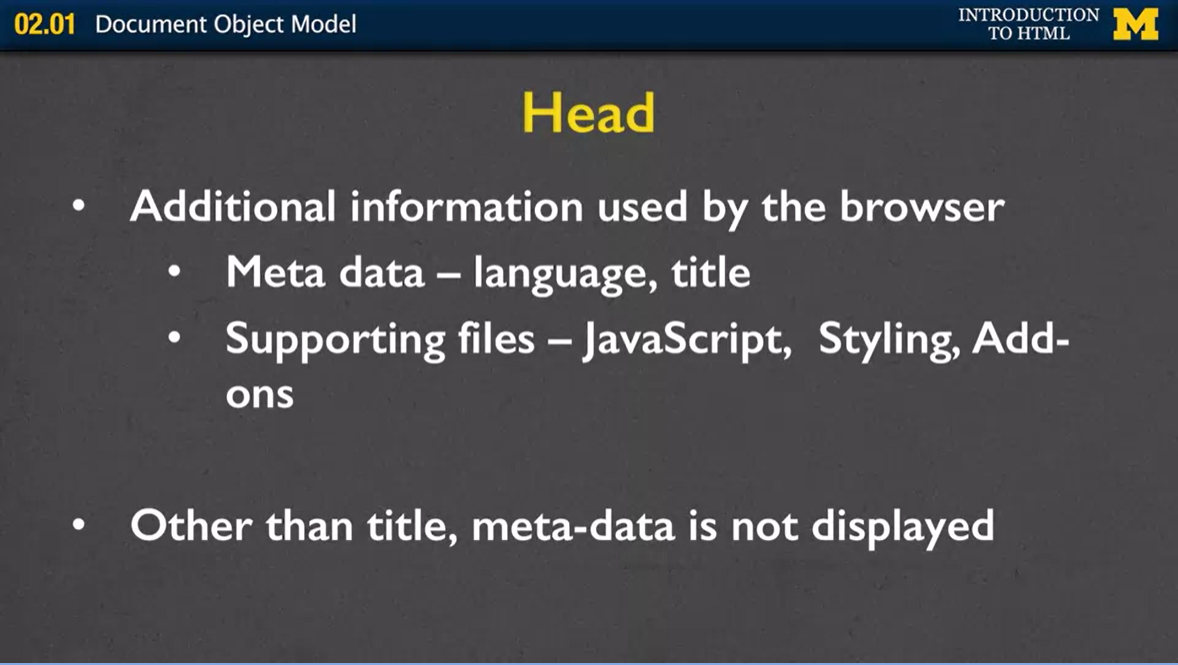 02.01 Document Object Model
INTRODUCTION
TO HTML
M
Head
• Additional information used by the browser
• Meta data – language, title
• Supporting files – JavaScript, Styling, Add-
ons
• Other than title, meta-data is not displayed